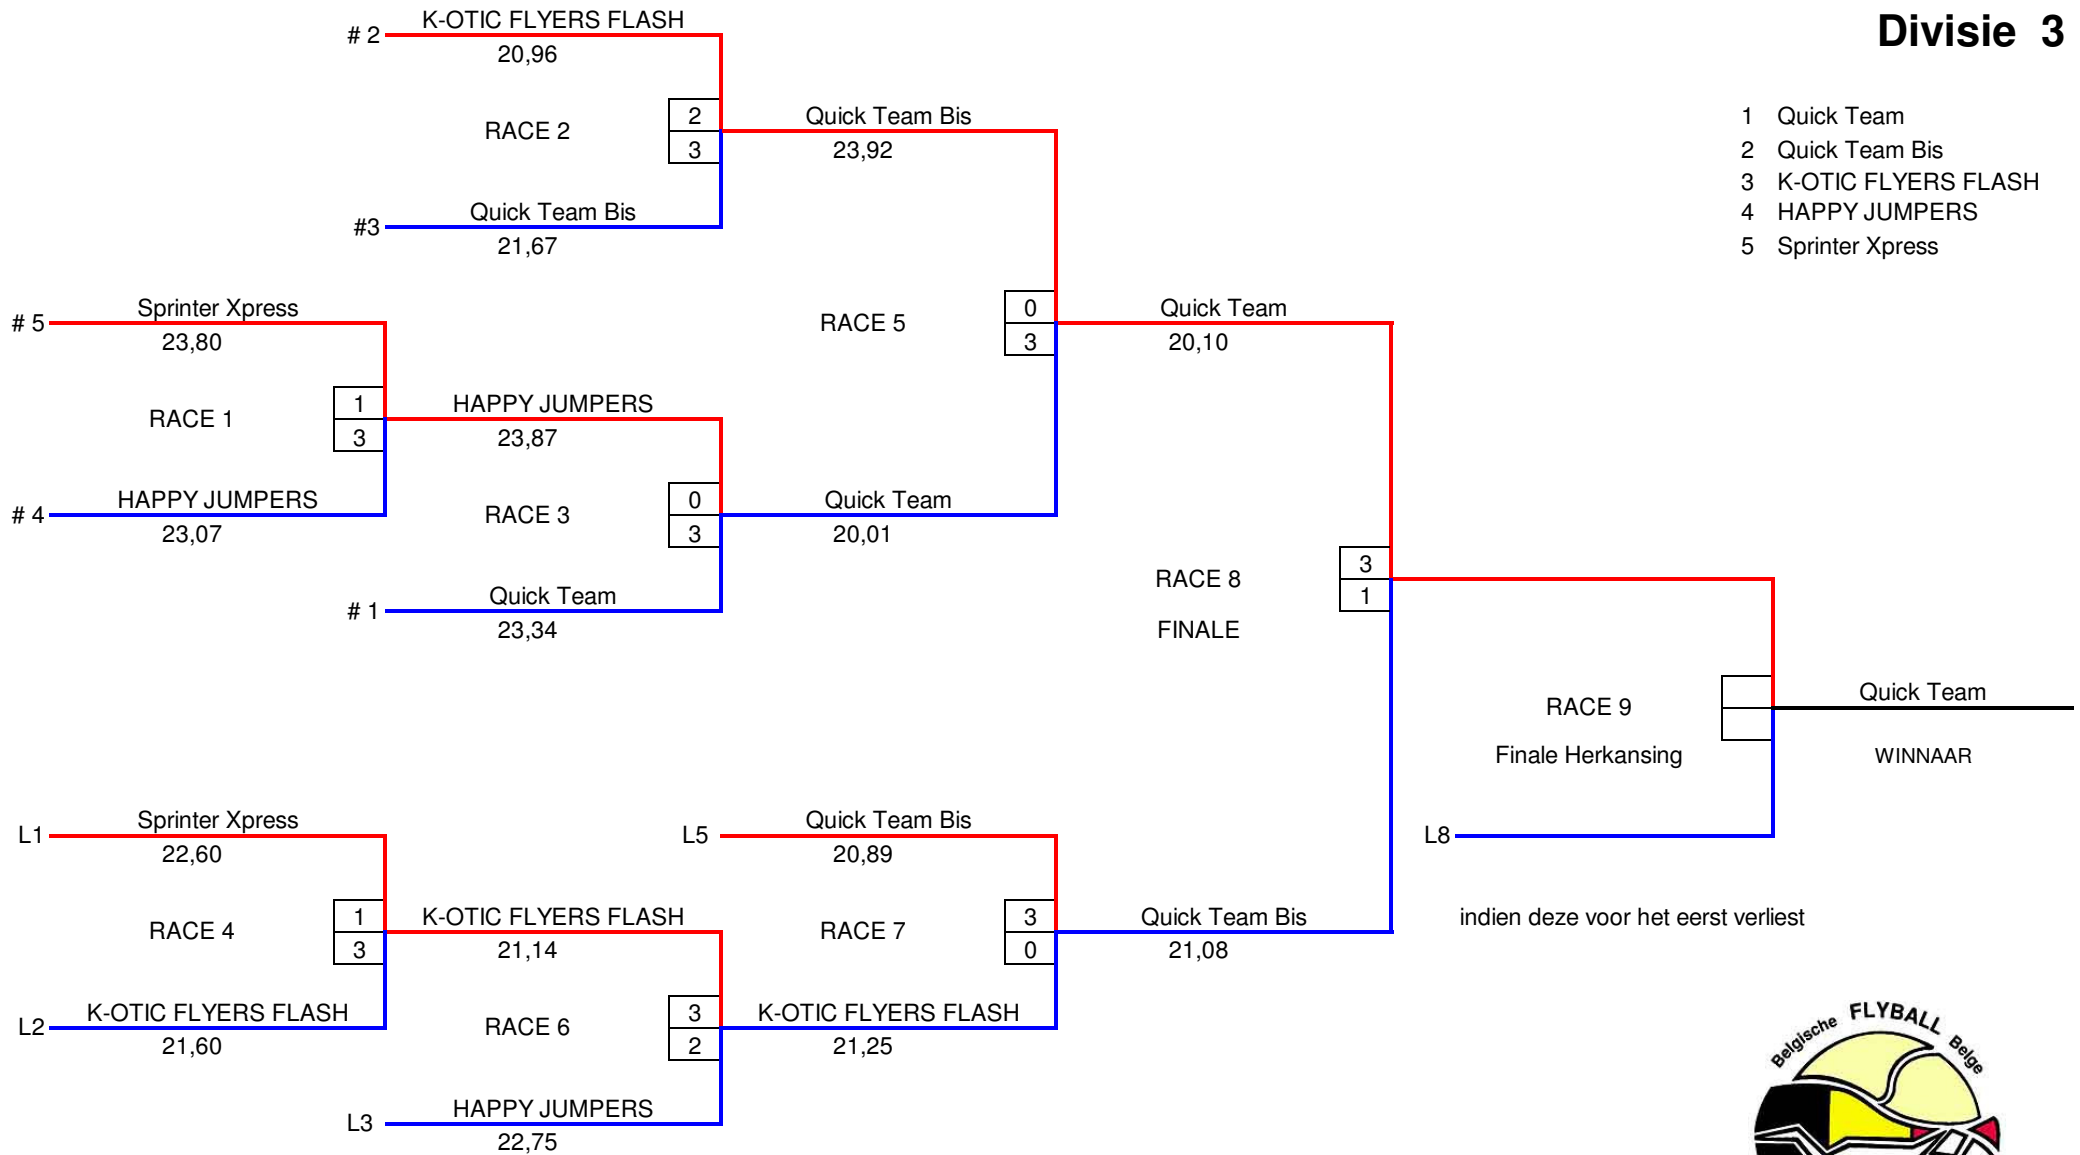 Divisie 3
1 Quick Team
2 Quick Team Bis
3 K-OTIC FLYERS FLASH
4 HAPPY JUMPERS
5 Sprinter Xpress
# 2
K-OTIC FLYERS FLASH
20,96
RACE 2
2
3
#3
Quick Team Bis
21,67
Quick Team Bis
23,92
# 5
Sprinter Xpress
23,80
RACE 1
1
3
# 4
HAPPY JUMPERS
23,07
HAPPY JUMPERS
23,87
RACE 3
0
3
# 1
Quick Team
23,34
Quick Team
20,01
RACE 5
0
3
Quick Team
20,10
RACE 8
FINALE
3
1
RACE 9
Finale Herkansing
Quick Team
WINNAAR
L8
indien deze voor het eerst verliest
L1
Sprinter Xpress
22,60
RACE 4
1
3
L2
K-OTIC FLYERS FLASH
21,60
K-OTIC FLYERS FLASH
21,14
RACE 6
3
2
L3
HAPPY JUMPERS
22,75
L5
Quick Team Bis
20,89
RACE 7
3
0
K-OTIC FLYERS FLASH
21,25
Quick Team Bis
21,08
Belgische FLYBALL Belge